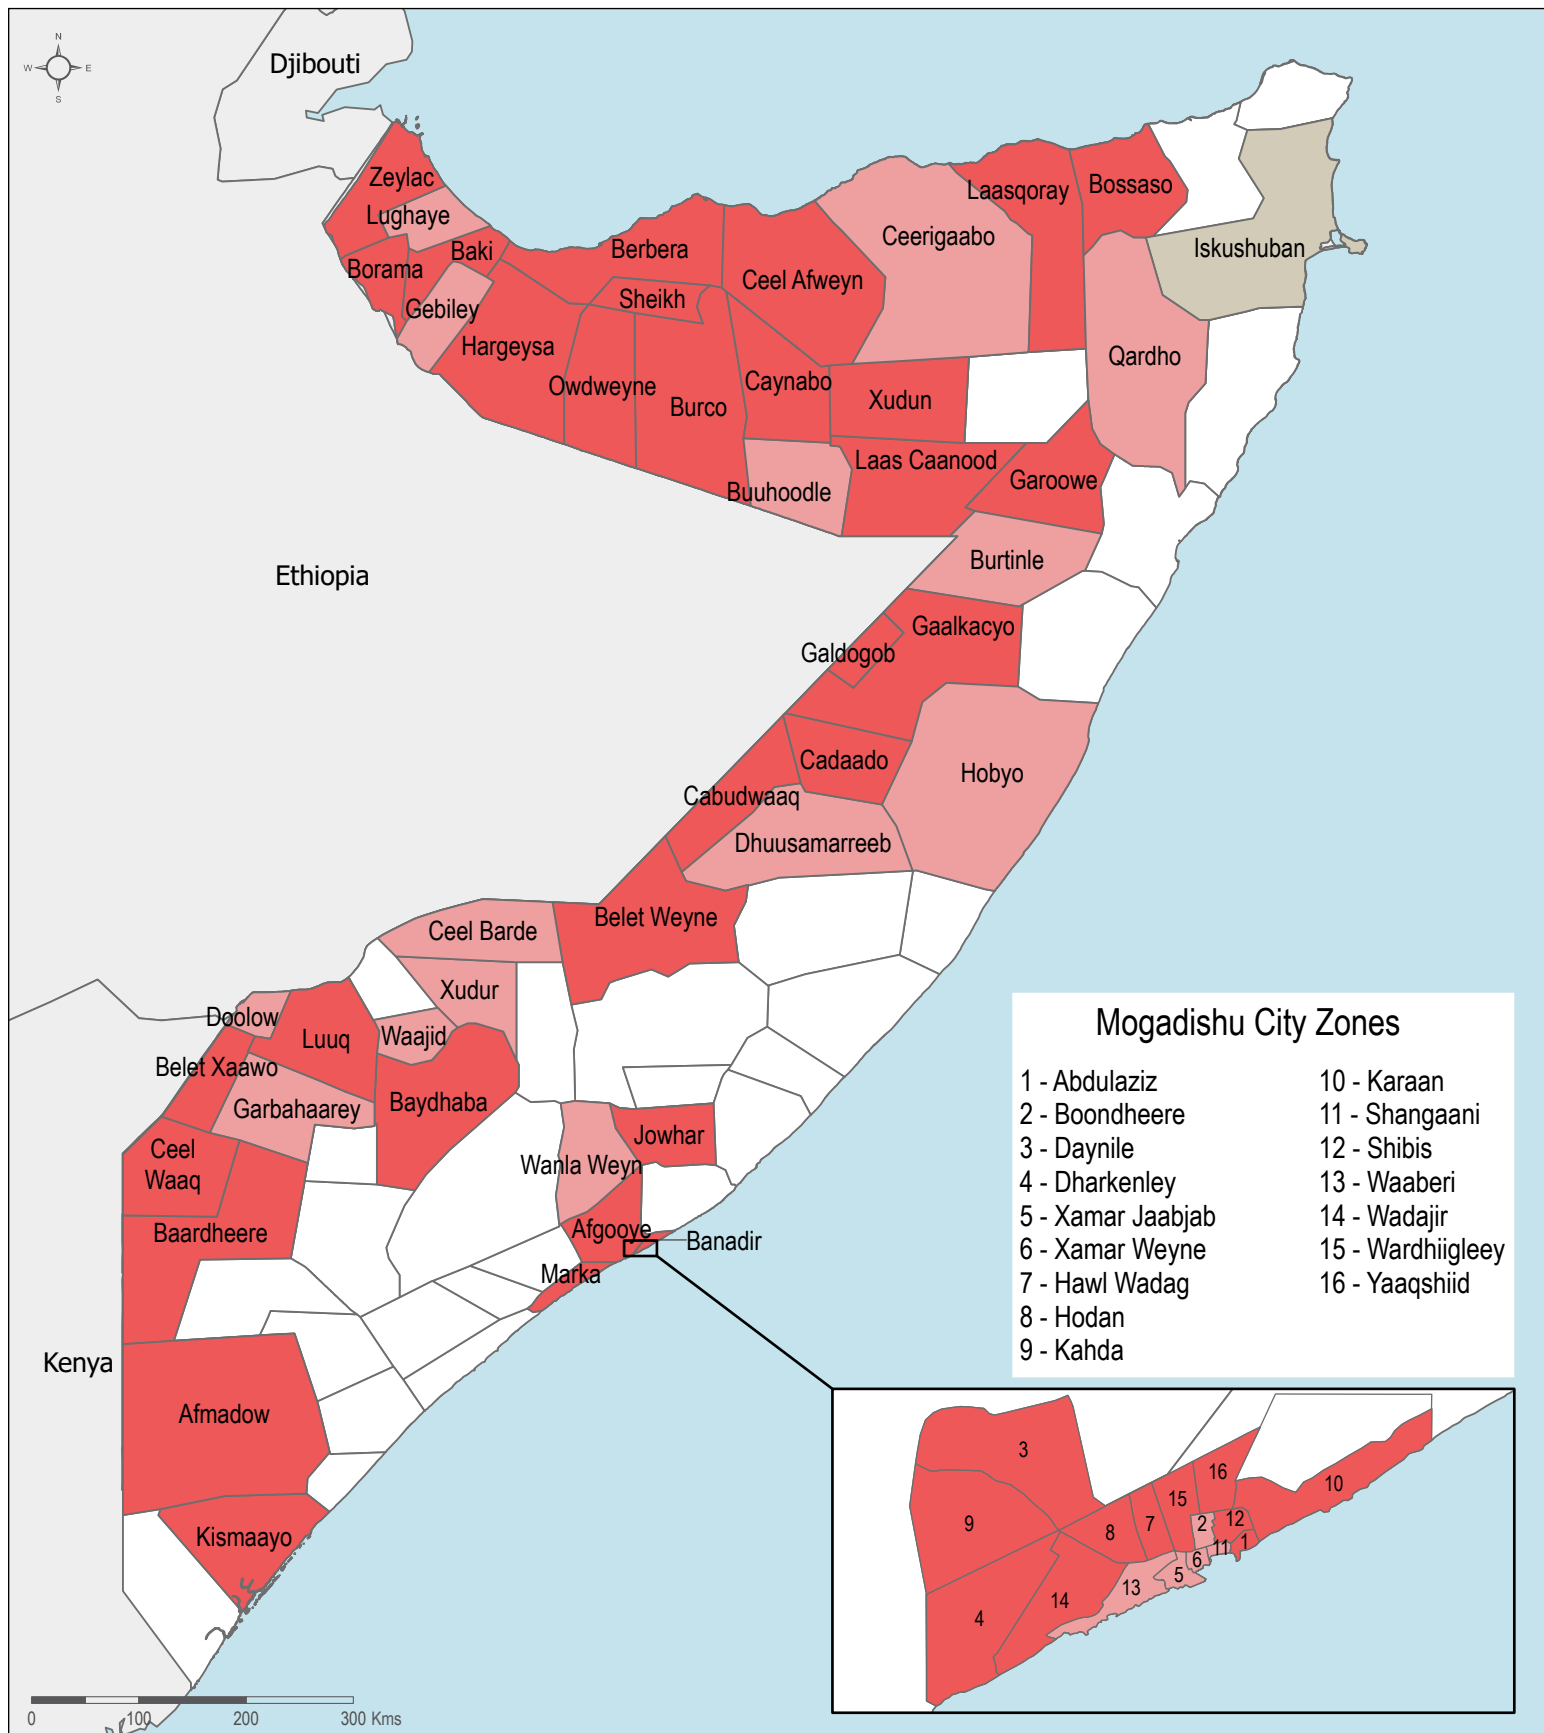 N
W
E
S
Djibouti
Zeylac
Lughaye
Baki
Borama
Gebiley
Hargeysa
Berbera
Sheikh
Owdweyne
Burco
Ceel Afweyn
Caynabo
Ceerigaabo
Laasqoray
Bossaso
Iskushuban
Qardho
Xudun
Laas Caanood
Buuhoodle
Garoowe
Burtinle
Ethiopia
Gaalkacyo
Galdogob
Cadaado
Hobyo
Cabudwaaq
Dhuusamarreeb
Belet Weyne
Ceel Barde
Xudur
Waajid
Doolow
Luuq
Belet Xaawo
Garbahaarey
Baydhaba
Jowhar
Wanla Weyn
Ceel
Waaq
Baardheere
Afgooye
Banadir
Marka
Kenya
Afmadow
Kismaayo
Mogadishu City Zones
1 - Abdulaziz
2 - Boondheere
3 - Daynile
4 - Dharkenley
5 - Xamar Jaabjab
6 - Xamar Weyne
7 - Hawl Wadag
8 - Hodan
9 - Kahda
10 - Karaan
11 - Shangaani
12 - Shibis
13 - Waaberi
14 - Wadajir
15 - Wardhiigleey
16 - Yaaqshiid
3
16
10
15
9
8
7
2
12
1
11
6
5
13
14
4
0 100 200 300 Kms